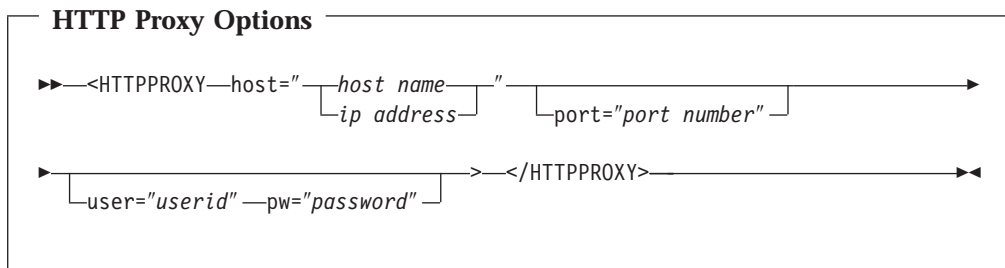 HTTP Proxy Options
<HTTPPROXY host=" host name "
ip address
port="port number"
> </HTTPPROXY>
user="userid" pw="password"